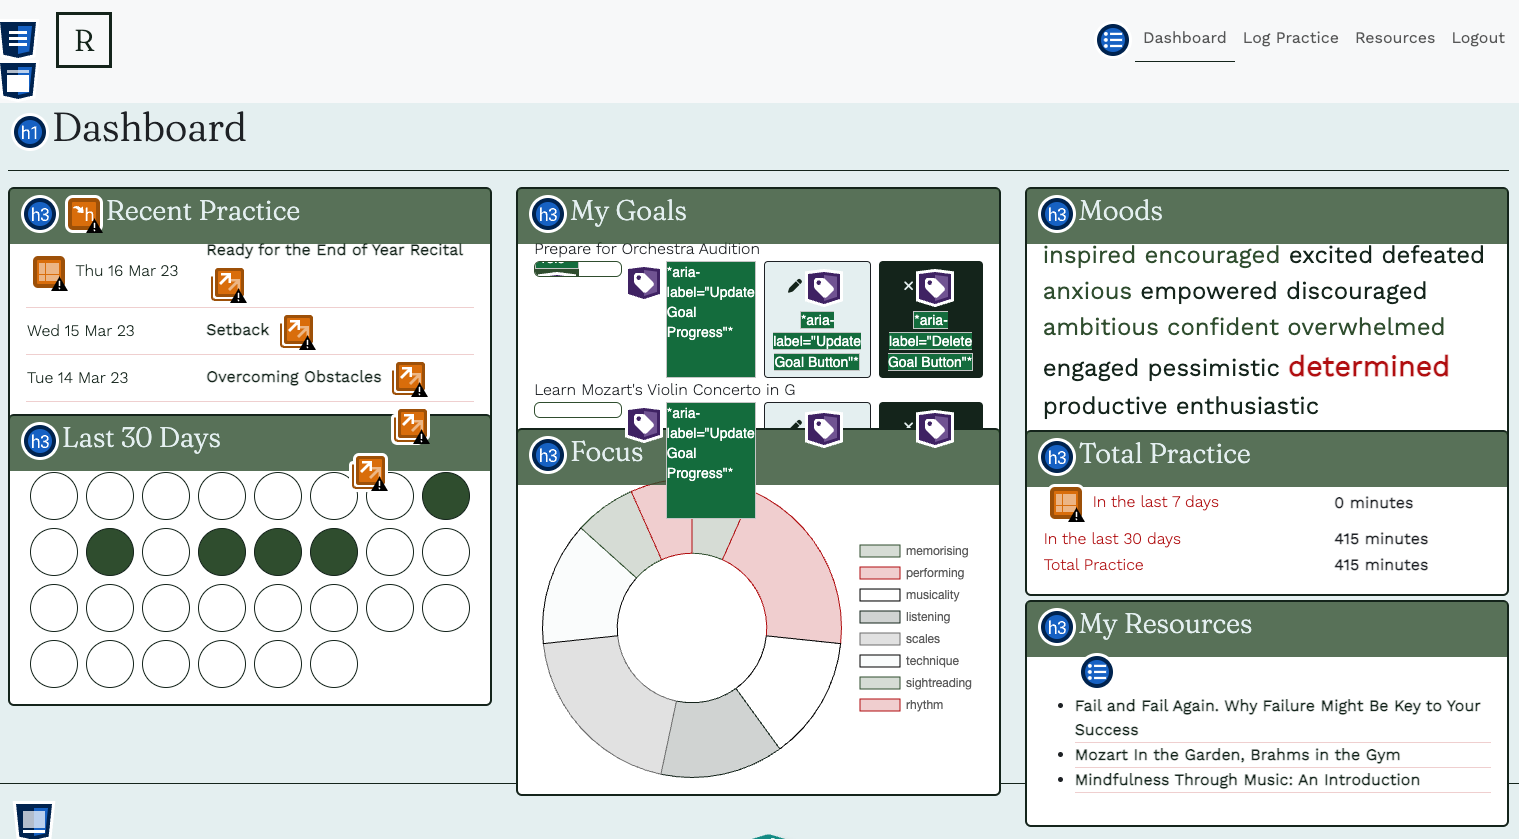 R
Dashboard
Log Practice
Resources
Logout
h1 Dashboard
h3 h Recent Practice
Thu 16 Mar 23
Ready for the End of Year Recital
Wed 15 Mar 23
Setback
Tue 14 Mar 23
Overcoming Obstacles
h3 Last 30 Days
h3 My Goals
Prepare for Orchestra Audition
*aria-
label="Update
Goal
Progress"*
*aria-
label="Update
Goal Button"*
*aria-
label="Delete
Goal Button"*
Learn Mozart's Violin Concerto in G
*aria-
label="Update
Goal
Progress"*
h3 Focus
memorising
performing
musicality
listening
scales
technique
sightreading
rhythm
h3 Moods
inspired encouraged excited defeated
anxious empowered discouraged
ambitious confident overwhelmed
engaged pessimistic determined
productive enthusiastic
h3 Total Practice
In the last 7 days
0 minutes
In the last 30 days
415 minutes
Total Practice
415 minutes
h3 My Resources
Fail and Fail Again. Why Failure Might Be Key to Your
Success
Mozart In the Garden, Brahms in the Gym
Mindfulness Through Music: An Introduction